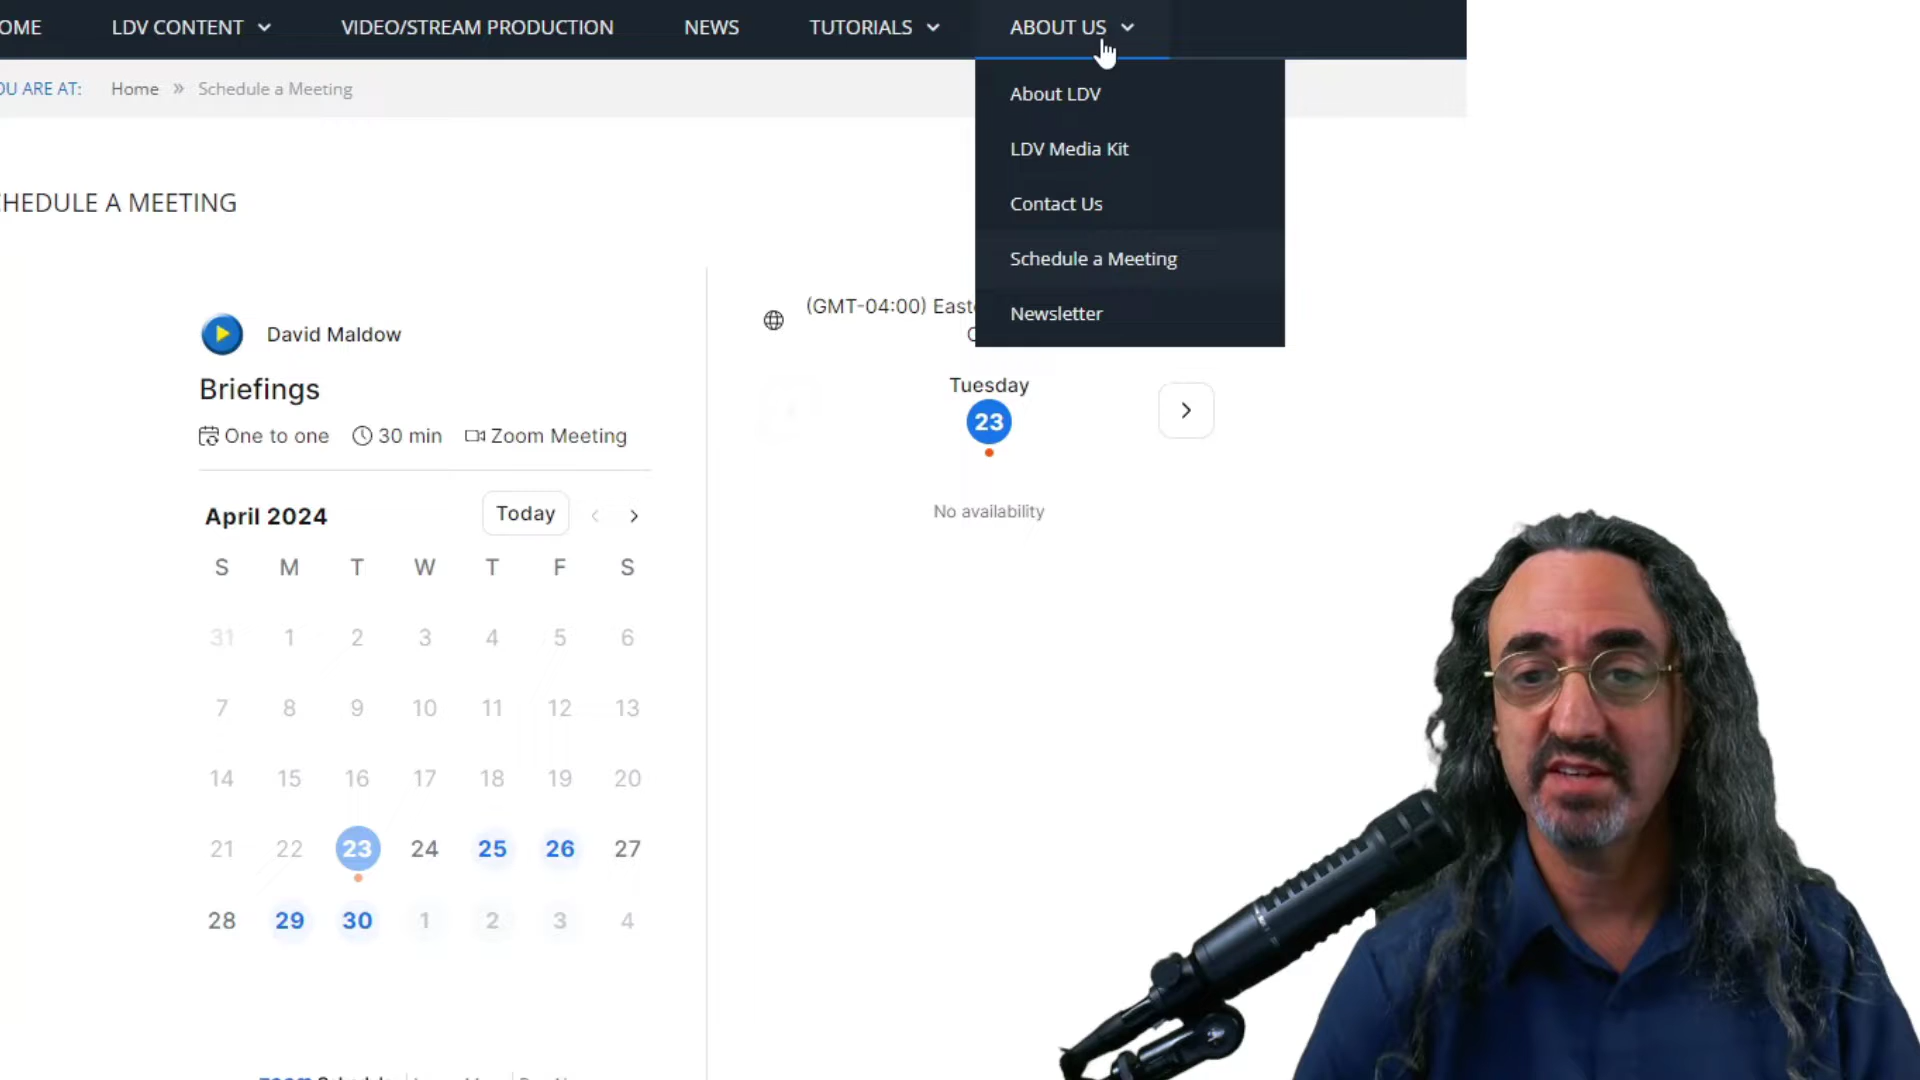 OME LDV CONTENT VIDEO/STREAM PRODUCTION NEWS TUTORIALS ABOUT US
OU ARE AT: Home » Schedule a Meeting
About LDV
LDV Media Kit
Contact Us
Schedule a Meeting
Newsletter
CHEDULE A MEETING
David Maldow
Briefings
One to one 30 min Zoom Meeting
April 2024 Today
S M T W T F S
31 1 2 3 4 5 6
7 8 9 10 11 12 13
14 15 16 17 18 19 20
21 22 23 24 25 26 27
28 29 30 1 2 3 4
(GMT-04:00) East
Tuesday
23
No availability